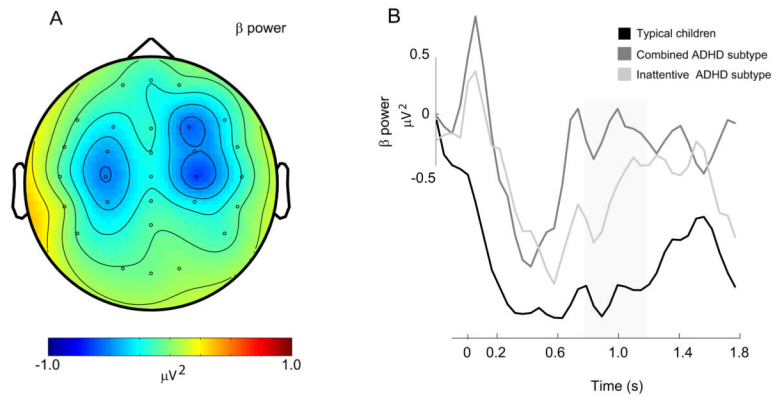 A
β power
-1.0
1.0
μV²
B
Typical children
Combined ADHD subtype
Inattentive ADHD subtype
β power
μV²
0.5
0
-0.5
0 0.2 0.6 1.0 1.4 1.8
Time (s)